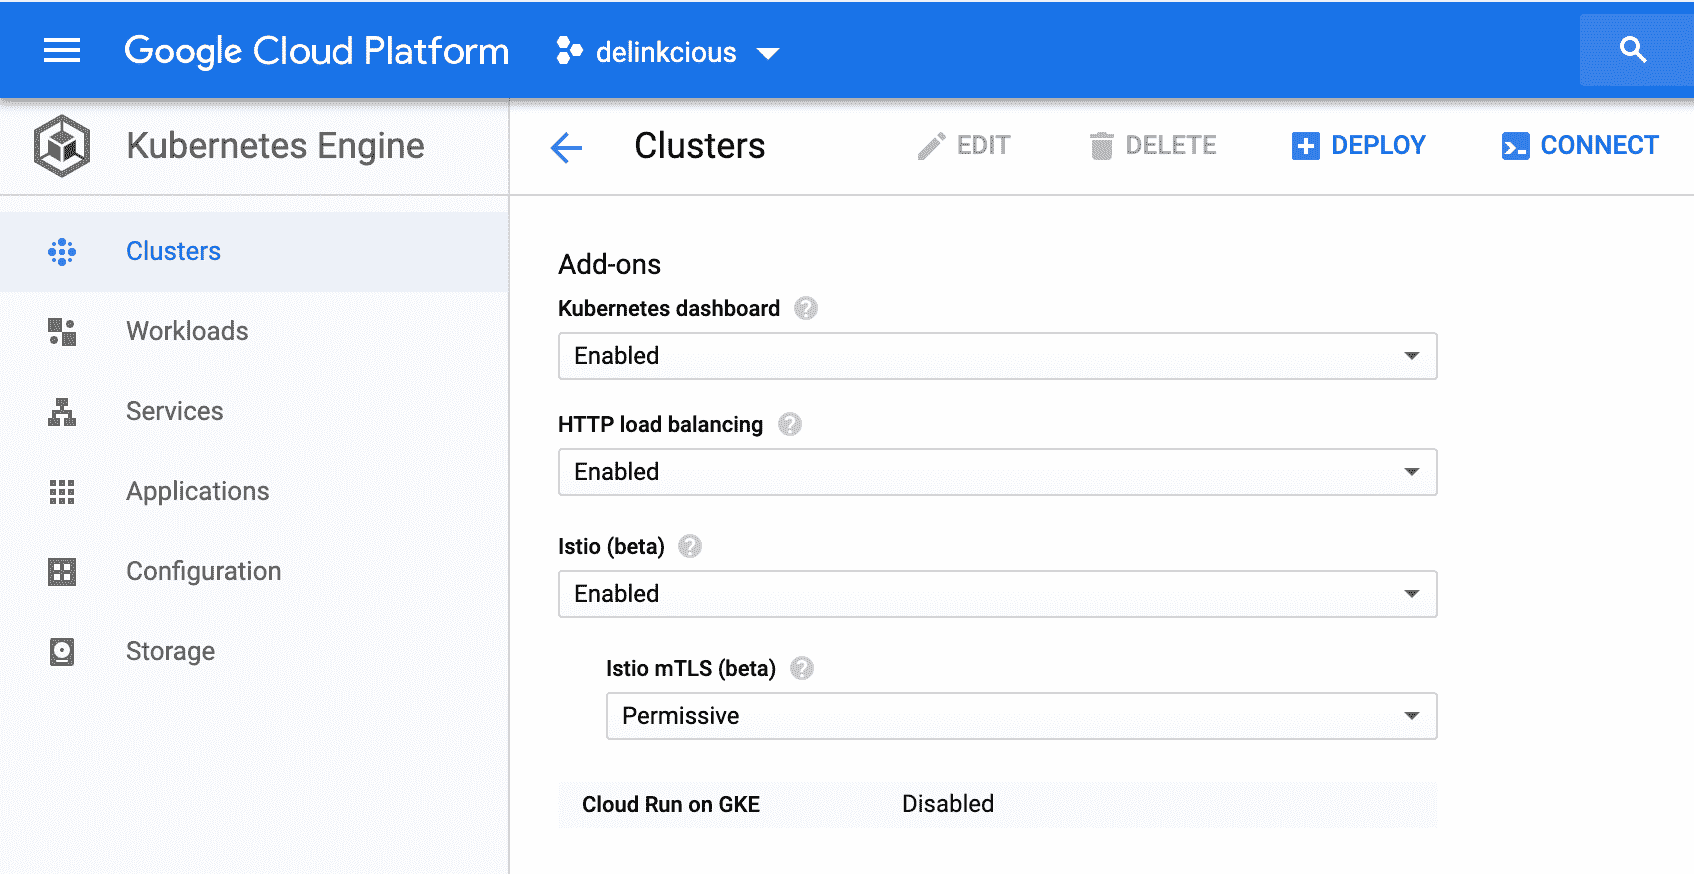 Google Cloud Platform delinkcious
Kubernetes Engine
Clusters EDIT DELETE DEPLOY CONNECT
Clusters
Workloads
Services
Applications
Configuration
Storage
Add-ons
Kubernetes dashboard ?
Enabled
HTTP load balancing ?
Enabled
Istio (beta) ?
Enabled
Istio mTLS (beta) ?
Permissive
Cloud Run on GKE Disabled